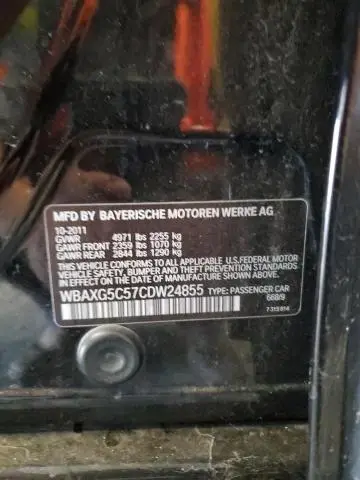 MFD BY BAYERISCHE MOTOREN WERKE AG
10-2011
GVWR 4971 lbs 2255 kg
GAWR FRONT 2359 lbs 1070 kg
GAWR REAR 2844 lbs 1290 kg
THIS VEHICLE CONFORMS TO ALL APPLICABLE U.S.FEDERAL MOTOR
VEHICLE SAFETY, BUMPER AND THEFT PREVENTION STANDARDS
IN EFFECT ON THE DATE OF MANUFACTURE SHOWN ABOVE.
WBAXG5C57CDW24855 TYPE: PASSENGER CAR
668/9
7 313 614